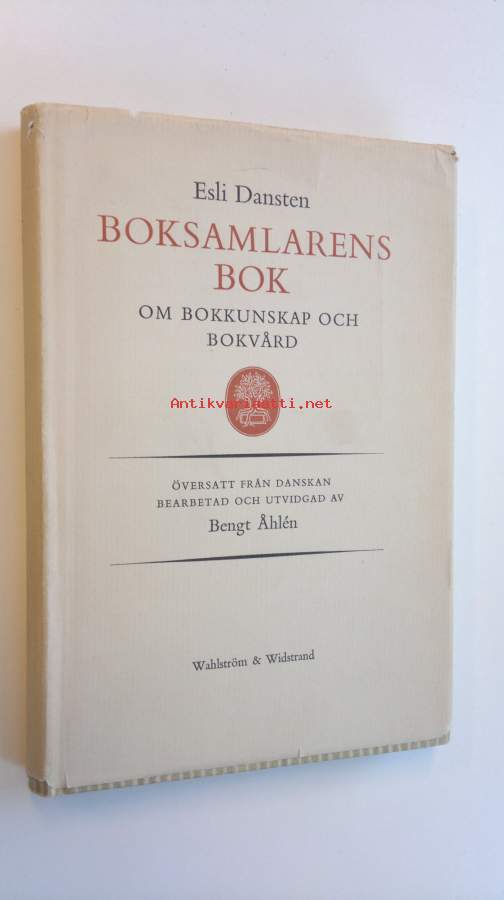 Esli Dansten
BOKSAMLARENS
BOK
OM BOKKUNSKAP OCH
BOKVÅRD
Antikvariaatti.net
ÖVERSATT FRÅN DANSKAN
BEARBETAD OCH UTVIDGAD AV
Bengt Åhlén
Wahlström & Widstrand